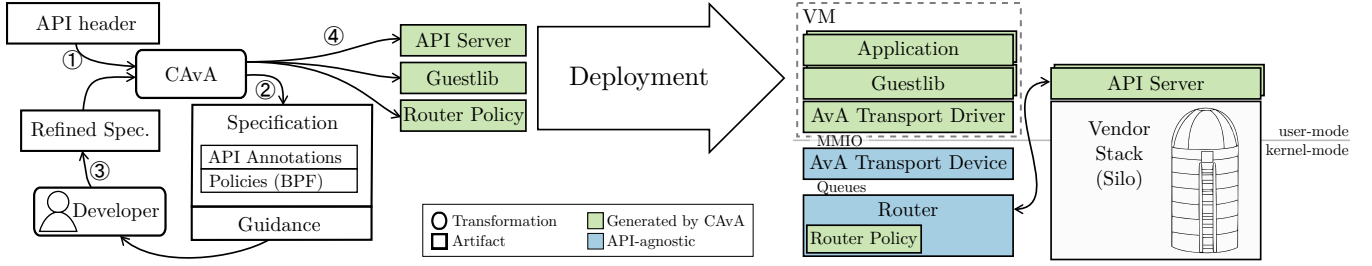 API header
①
CAvA
②
Refined Spec.
③
Developer
Specification
API Annotations
Policies (BPF)
Guidance
④
API Server
Guestlib
Router Policy
Deployment
Transformation
Artifact
Generated by CAvA
API-agnostic
VM
Application
Guestlib
AvA Transport Driver
MMIO
AvA Transport Device
Queues
Router
Router Policy
API Server
Vendor
Stack
(Silo)
user-mode
kernel-mode